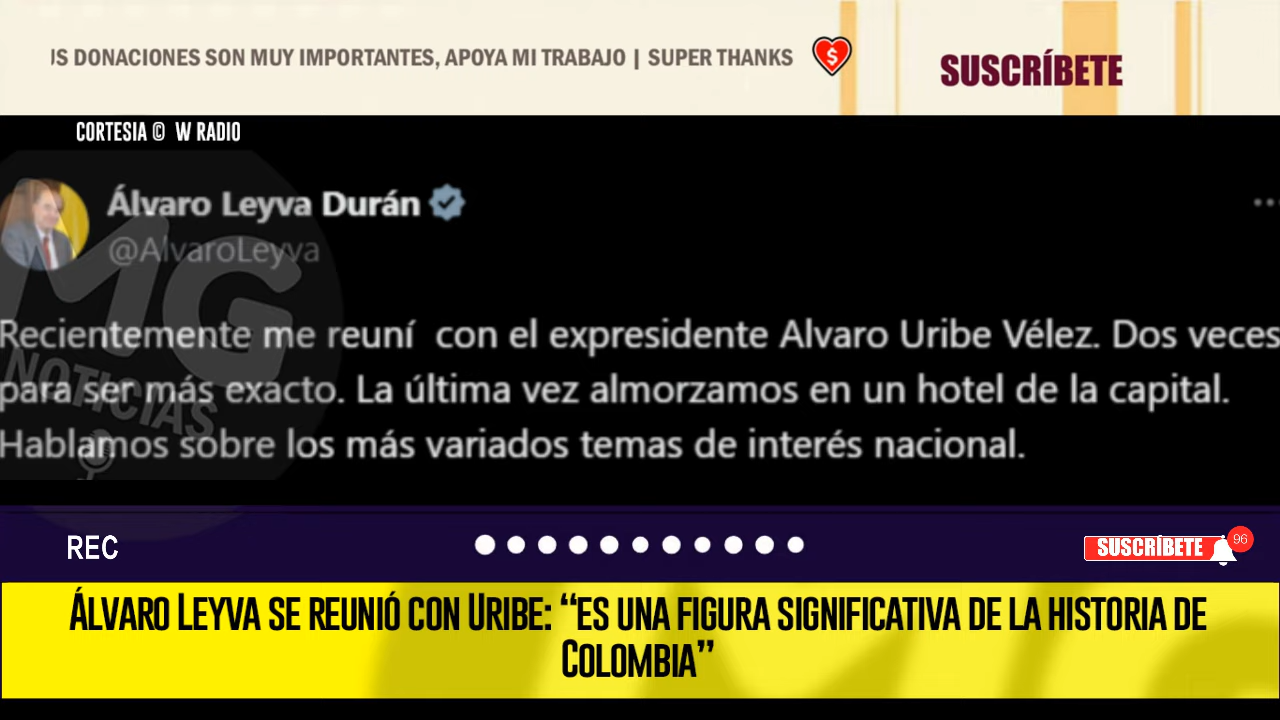 US DONACIONES SON MUY IMPORTANTES, APOYA MI TRABAJO | SUPER THANKS
$
SUSCRÍBETE
CORTESIA © W RADIO
Álvaro Leyva Durán
@AlvaroLeyva
Recientemente me reuní con el expresidente Alvaro Uribe Vélez. Dos veces
para ser más exacto. La última vez almorzamos en un hotel de la capital.
Hablamos sobre los más variados temas de interés nacional.
MG
NOTICIAS
REC
SUSCRÍBETE
96
ÁLVARO LEYVA SE REUNIÓ CON URIBE: “ES UNA FIGURA SIGNIFICATIVA DE LA HISTORIA DE
COLOMBIA”